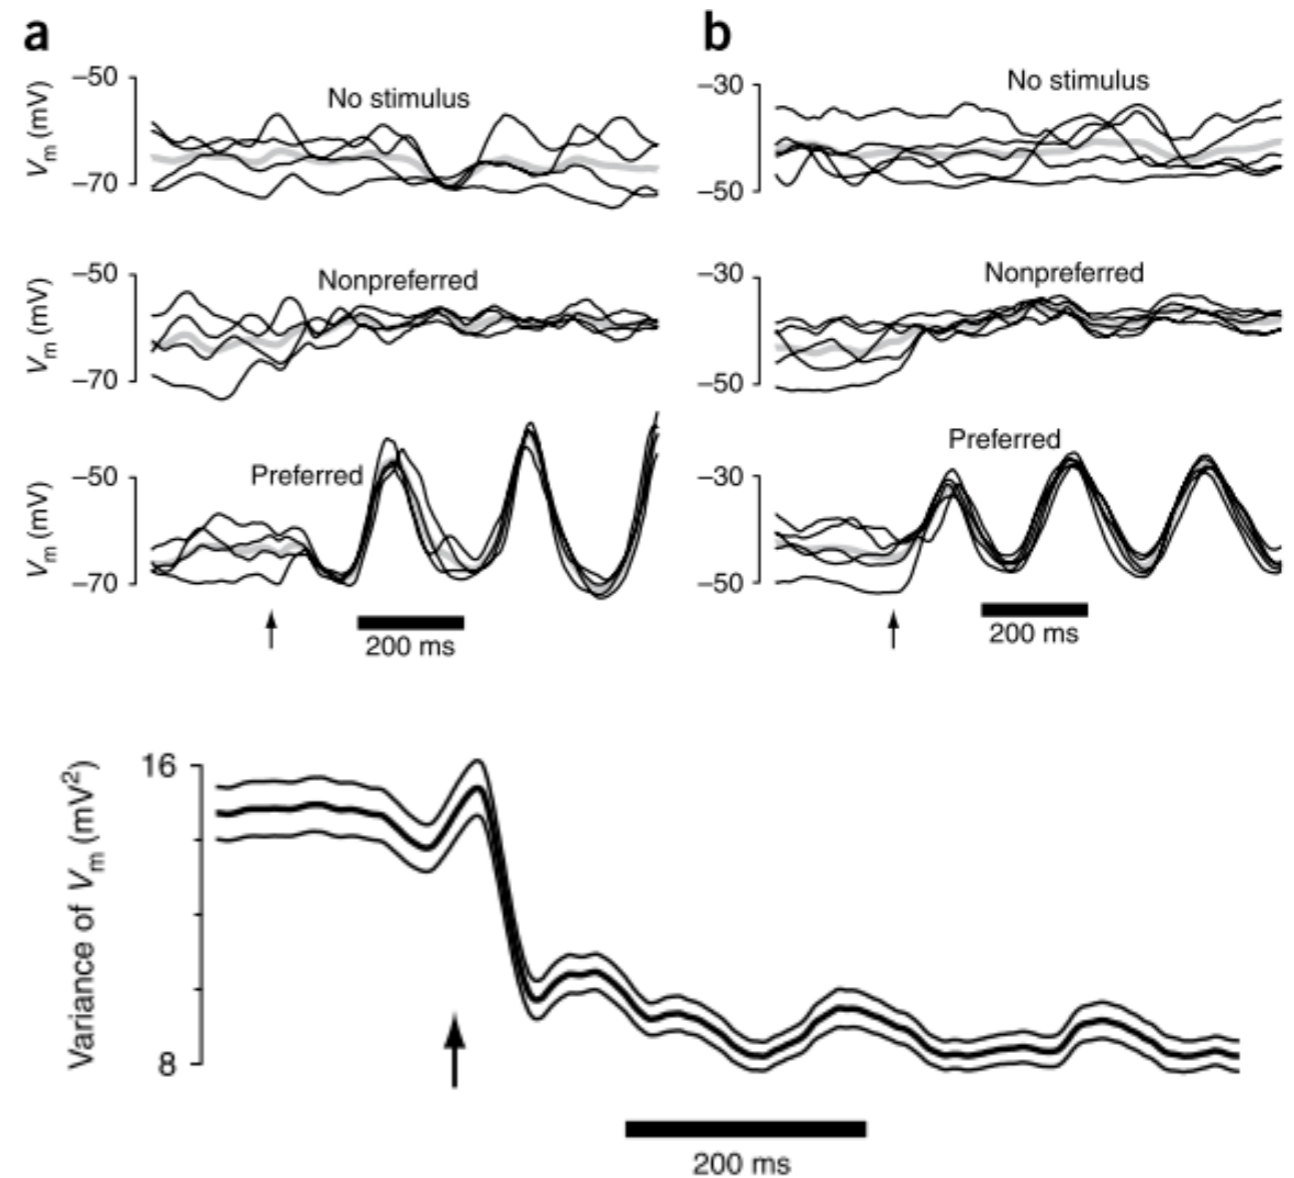 a
b
–50
No stimulus
V_m (mV)
–70
–30
No stimulus
–50
–50
Nonpreferred
V_m (mV)
–70
–30
Nonpreferred
–50
–50
Preferred
V_m (mV)
–70
200 ms
Preferred
–30
–50
200 ms
16
Variance of V_m (mV²)
8
200 ms